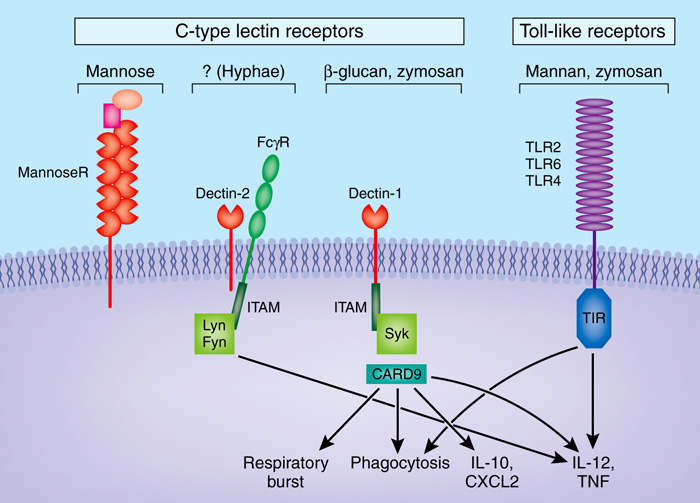 C-type lectin receptors
Toll-like receptors
Mannose
? (Hyphae)
β-glucan, zymosan
Mannan, zymosan
FcγR
TLR2
TLR6
TLR4
MannoseR
Dectin-2
Dectin-1
ITAM
ITAM
Lyn
Fyn
Syk
TIR
CARD9
Respiratory
burst
Phagocytosis
IL-10,
CXCL2
IL-12,
TNF